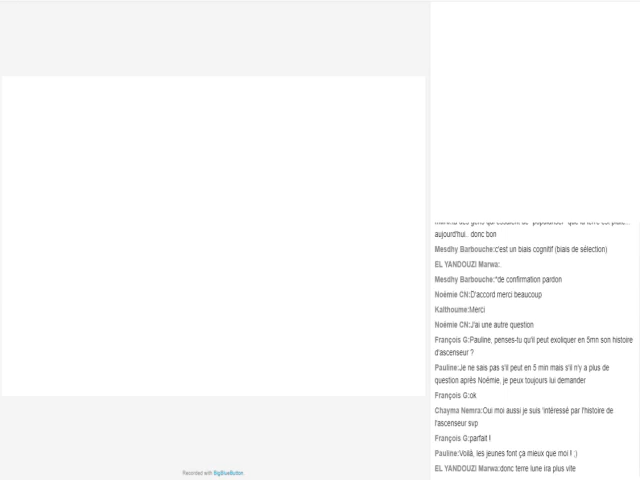 aujourd'hui...donc bon
Mesdhy Barbouche:c'est un biais cognitif (biais de sélection)
EL YANDOUZI Marwa:.
Mesdhy Barbouche:*de confirmation pardon
Noémie CN:D'accord merci beaucoup
Kalthoume:Merci
Noémie CN:J'ai une autre question
François G:Pauline, penses-tu qu'il peut exoliquer en 5mn son histoire
d'ascenseur ?
Pauline:Je ne sais pas s'il peut en 5 min mais s'il n'y a plus de
question après Noémie, je peux toujours lui demander
François G:ok
Chayma Nemra:Oui moi aussi je suis 'intéressé par l'histoire de
l'ascenseur svp
François G:parfait !
Pauline:Voilà, les jeunes font ça mieux que moi ! ;)
EL YANDOUZI Marwa:donc terre lune ira plus vite
Recorded with BigBlueButton.